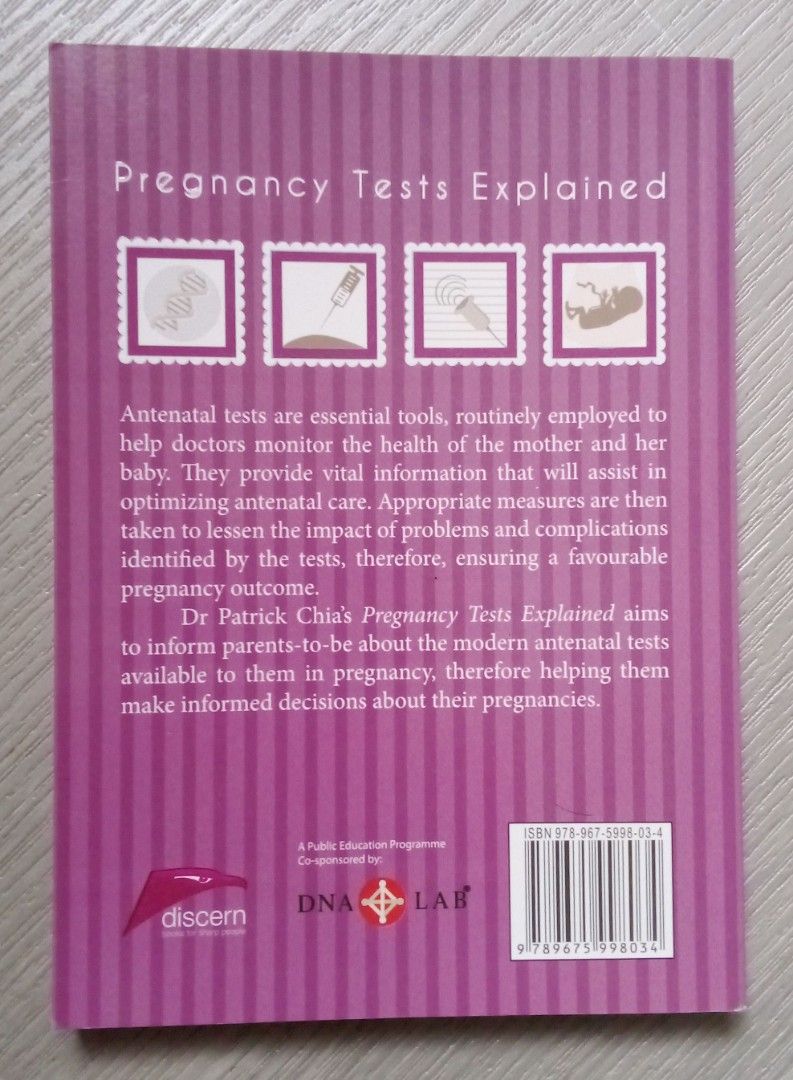 Pregnancy Tests Explained
Antenatal tests are essential tools, routinely employed to
help doctors monitor the health of the mother and her
baby. They provide vital information that will assist in
optimizing antenatal care. Appropriate measures are then
taken to lessen the impact of problems and complications
identified by the tests, therefore, ensuring a favourable
pregnancy outcome.
Dr Patrick Chia's Pregnancy Tests Explained aims
to inform parents-to-be about the modern antenatal tests
available to them in pregnancy, therefore helping them
make informed decisions about their pregnancies.
discern
books for sharp people
A Public Education Programme
Co-sponsored by:
DNA LAB®
ISBN 978-967-5998-03-4
9 789675 998034